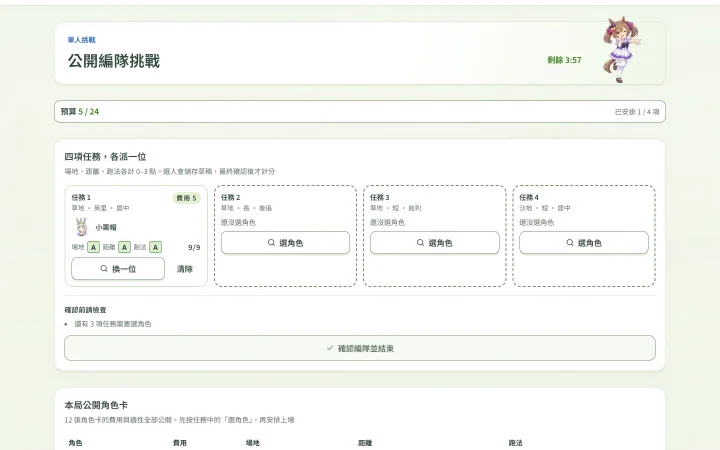 單人挑戰
公開編隊挑戰
剩餘 3:57
預算 5 / 24
已安排 1 / 4 項
四項任務，各派一位
場地、距離、跑法各計 0–3 點。選人會儲存草稿，最終確認後才計分
任務 1
費用 5
草地 · 英里 · 居中
小栗帽
場地 A 距離 A 跑法 A 9/9
換一位
清除
任務 2
草地 · 長 · 後追
還沒選角色
選角色
任務 3
草地 · 短 · 前列
還沒選角色
選角色
任務 4
沙地 · 短 · 居中
還沒選角色
選角色
確認前請檢查
• 還有 3 項任務需要選角色
確認編隊並結束
本局公開角色卡
12 張角色卡的費用與適性全部公開。先按任務中的「選角色」，再安排上場
角色 費用 場地 距離 跑法